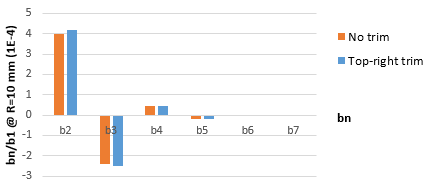 bn/b1 @ R=10 mm (1E-4)
5
4
3
2
1
0
-1
-2
-3
b2 b3 b4 b5 b6 b7
No trim
Top-right trim
bn